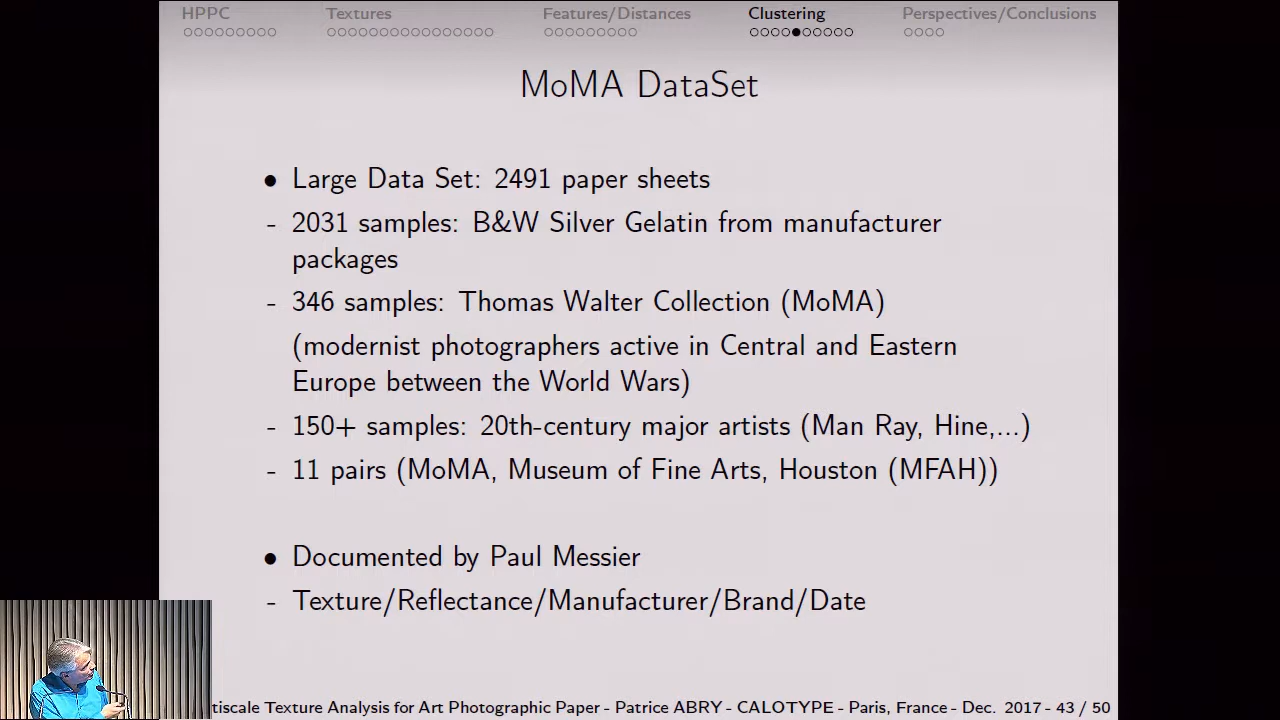 HPPC Textures Features/Distances Clustering Perspectives/Conclusions
MoMA DataSet
• Large Data Set: 2491 paper sheets
- 2031 samples: B&W Silver Gelatin from manufacturer
packages
- 346 samples: Thomas Walter Collection (MoMA)
(modernist photographers active in Central and Eastern
Europe between the World Wars)
- 150+ samples: 20th-century major artists (Man Ray, Hine,...)
- 11 pairs (MoMA, Museum of Fine Arts, Houston (MFAH))
• Documented by Paul Messier
- Texture/Reflectance/Manufacturer/Brand/Date
Texture Analysis for Art Photographic Paper - Patrice ABRY - CALOTYPE - Paris, France - Dec. 2017 - 43 / 50